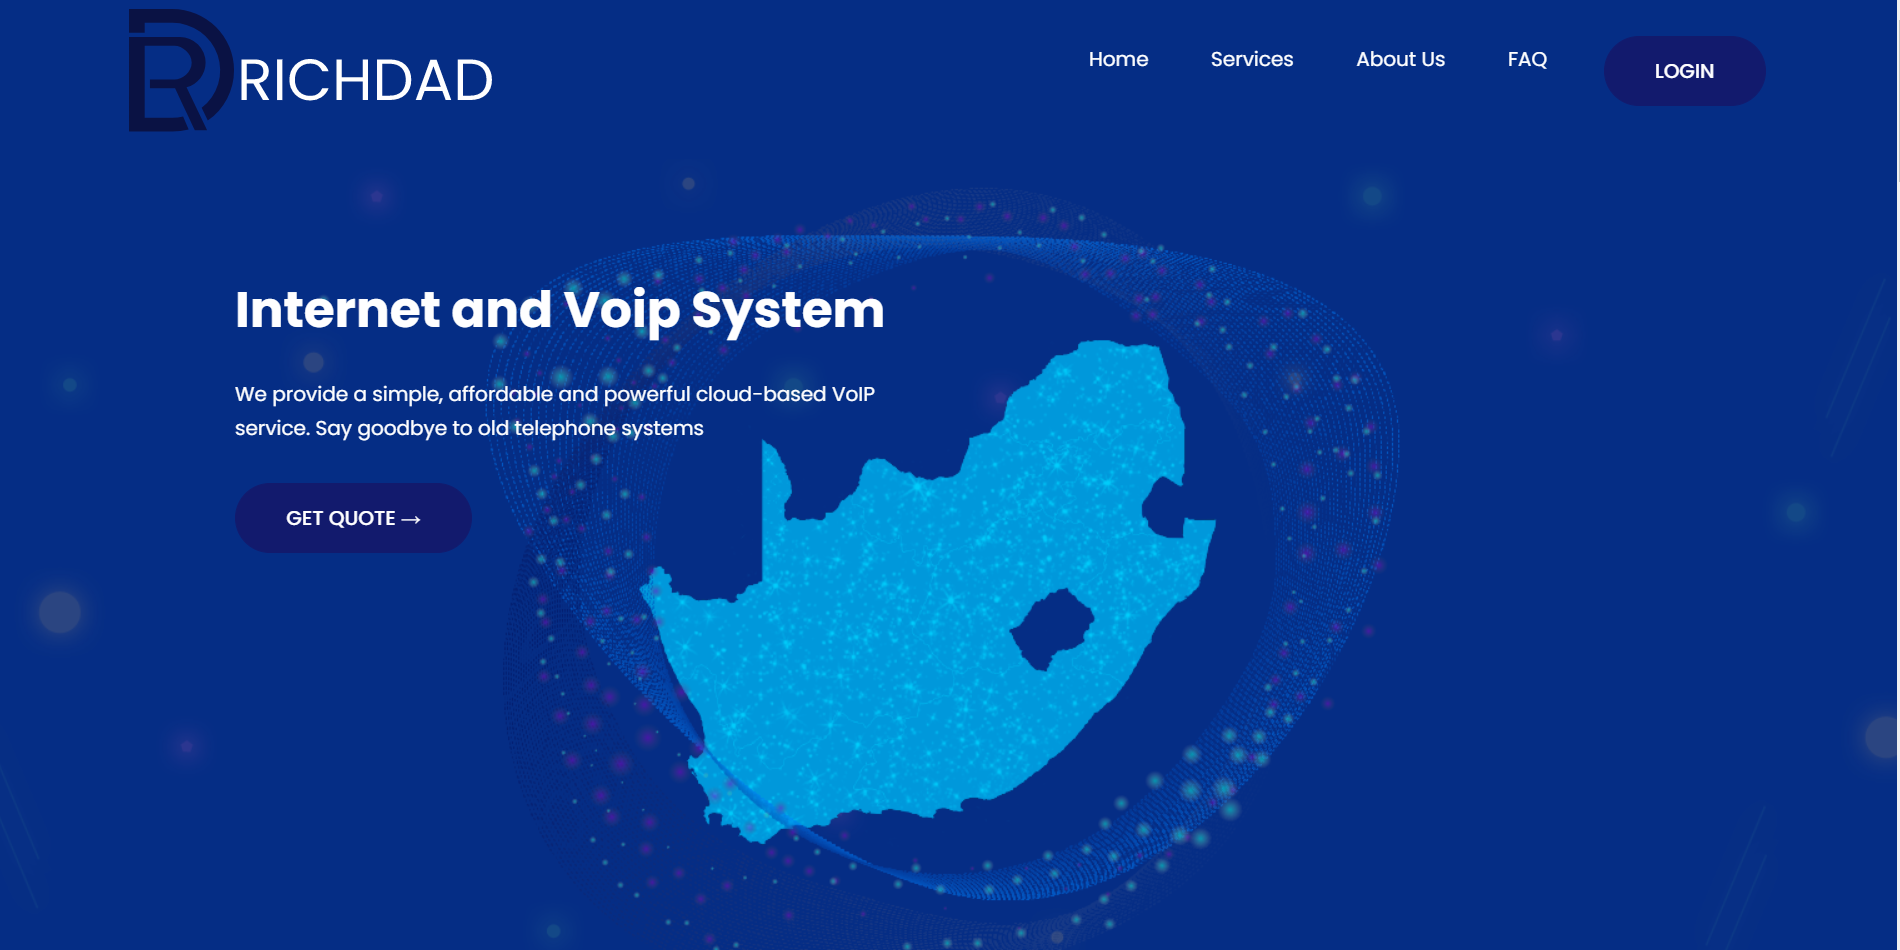 RICHDAD
Home
Services
About Us
FAQ
LOGIN
Internet and Voip System
We provide a simple, affordable and powerful cloud-based VoIP
service. Say goodbye to old telephone systems
GET QUOTE →